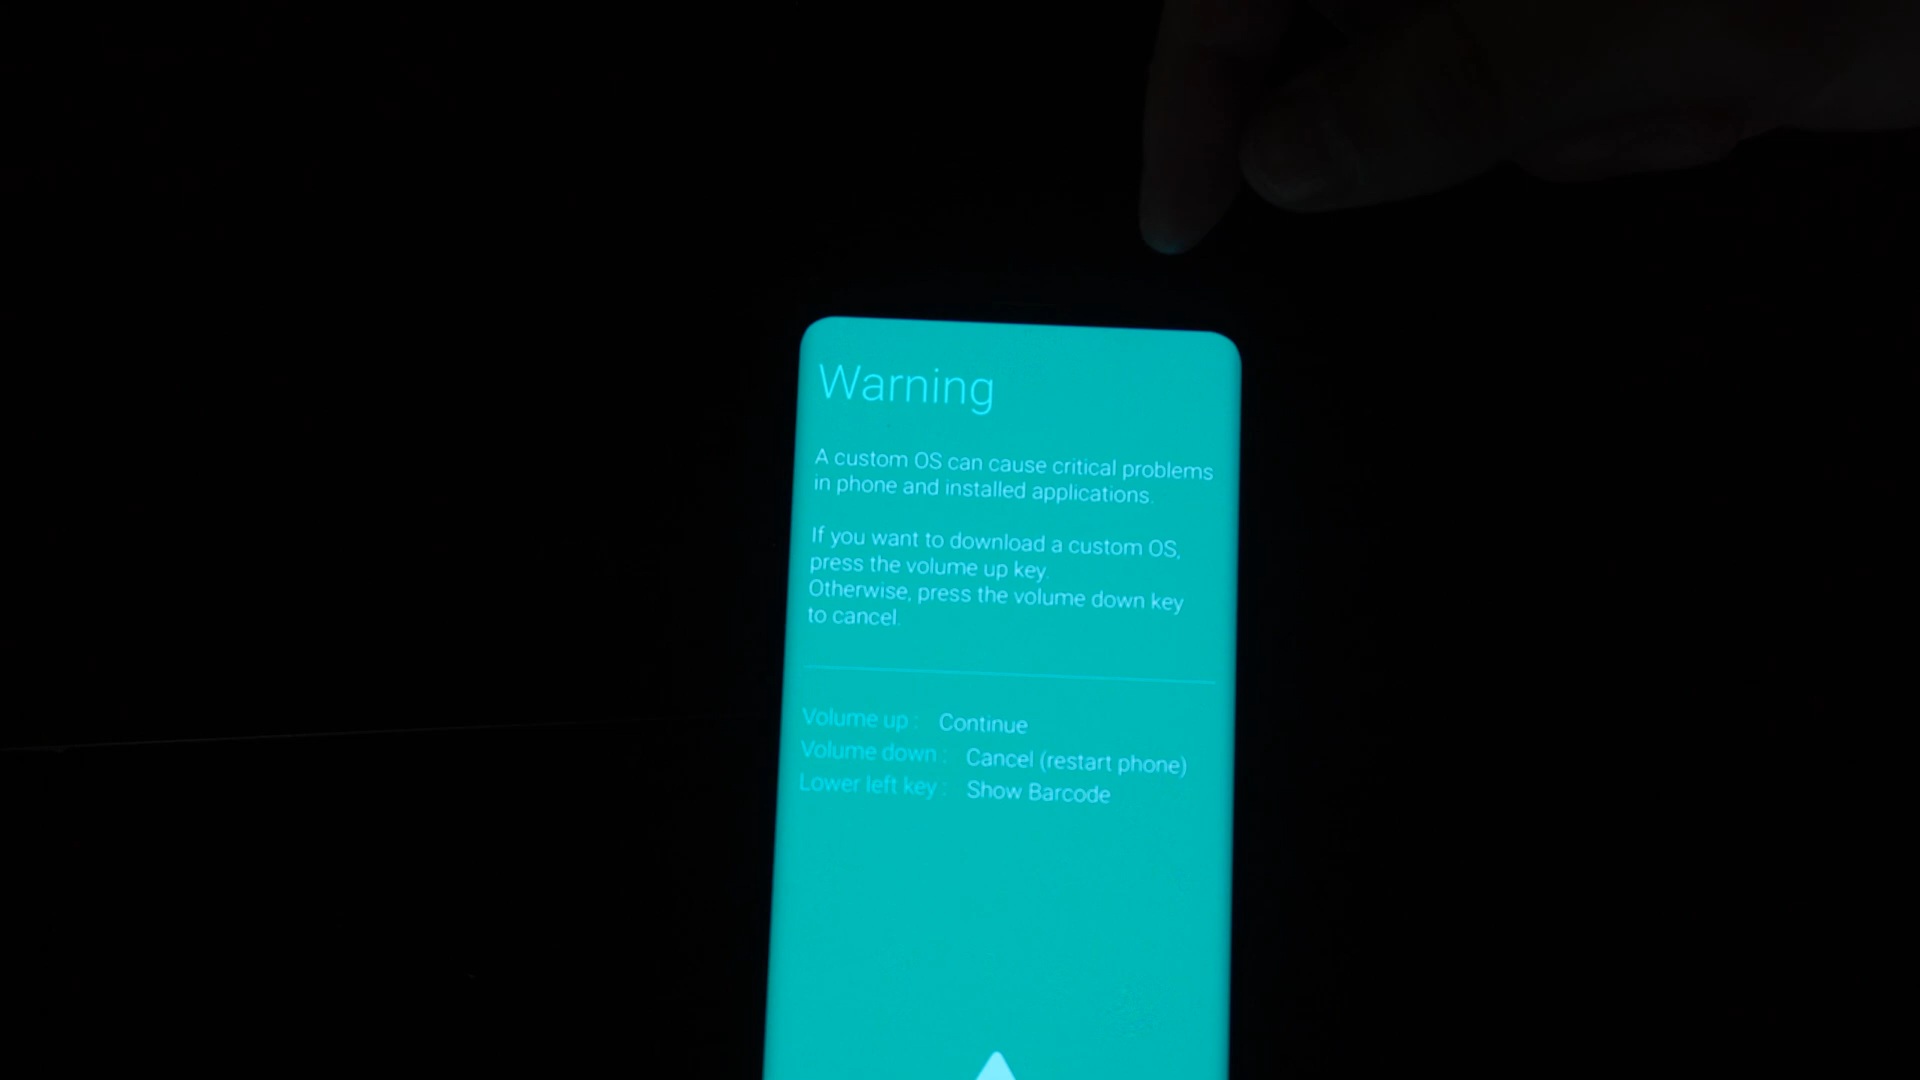 Warning
A custom OS can cause critical problems
in phone and installed applications.
If you want to download a custom OS,
press the volume up key.
Otherwise, press the volume down key
to cancel.
Volume up : Continue
Volume down : Cancel (restart phone)
Lower left key : Show Barcode